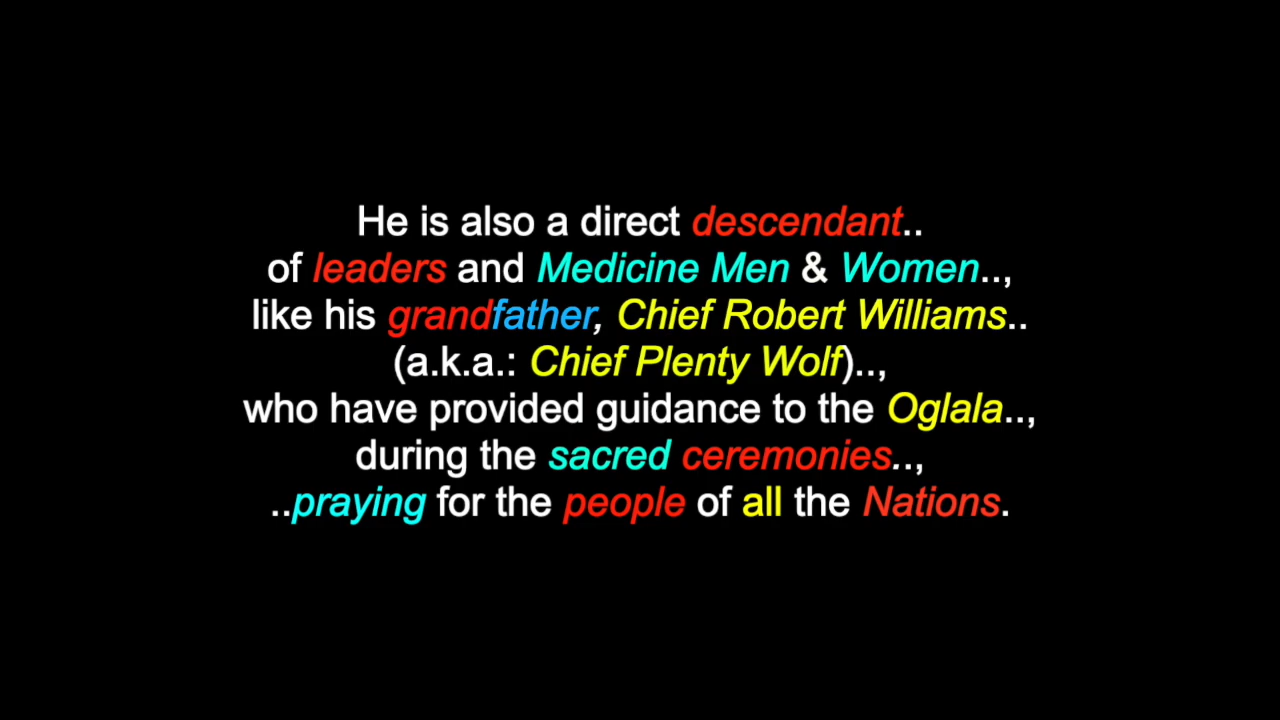 He is also a direct descendant..
of leaders and Medicine Men & Women..,
like his grandfather, Chief Robert Williams..
(a.k.a.: Chief Plenty Wolf)..,
who have provided guidance to the Oglala..,
during the sacred ceremonies..,
..praying for the people of all the Nations.